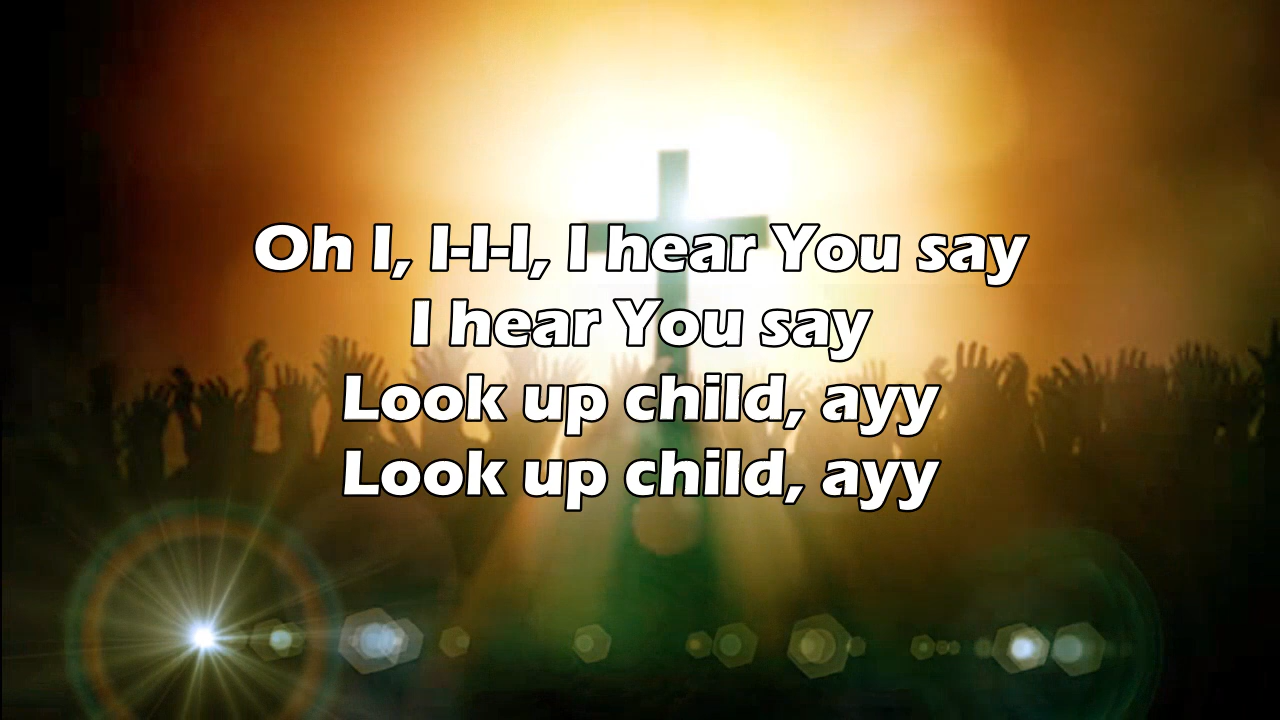 Oh I, I-I-I, I hear You say
I hear You say
Look up child, ayy
Look up child, ayy